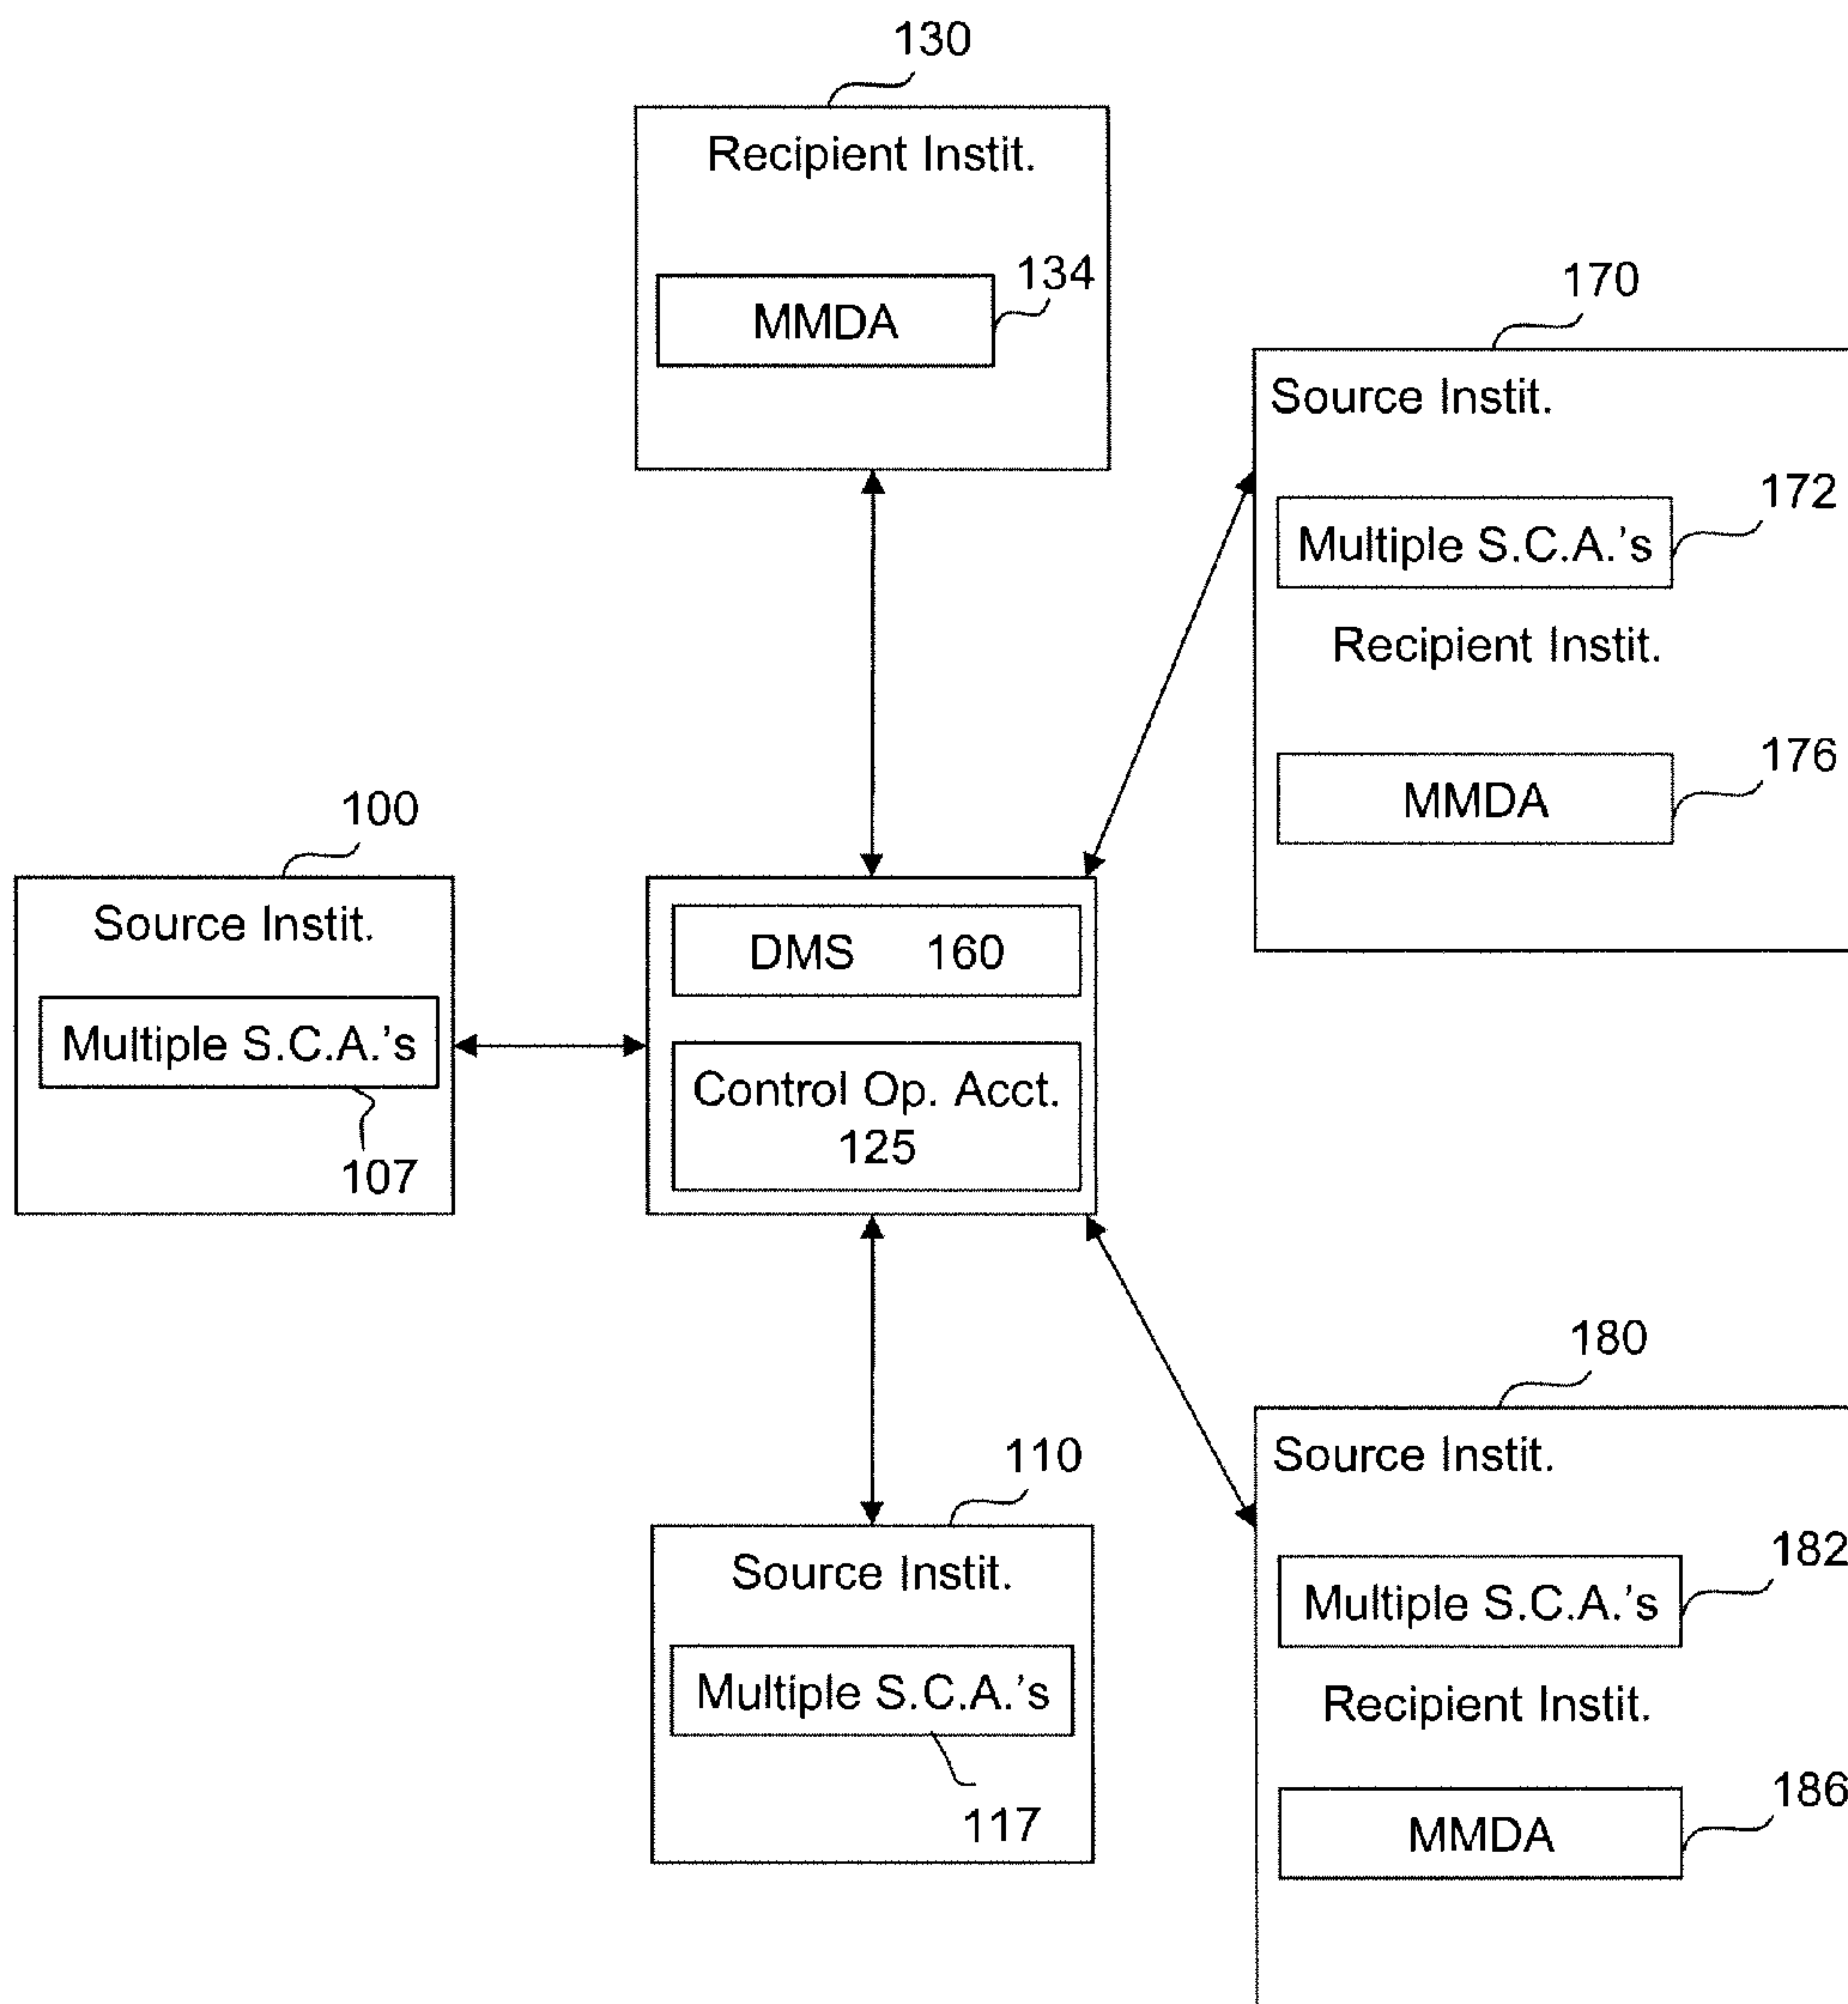 130
Recipient Instit.
MMDA
134
170
Source Instit.
Multiple S.C.A.'s
172
Recipient Instit.
MMDA
176
100
Source Instit.
Multiple S.C.A.'s
107
DMS 160
Control Op. Acct.
125
110
Source Instit.
Multiple S.C.A.'s
117
180
Source Instit.
Multiple S.C.A.'s
182
Recipient Instit.
MMDA
186